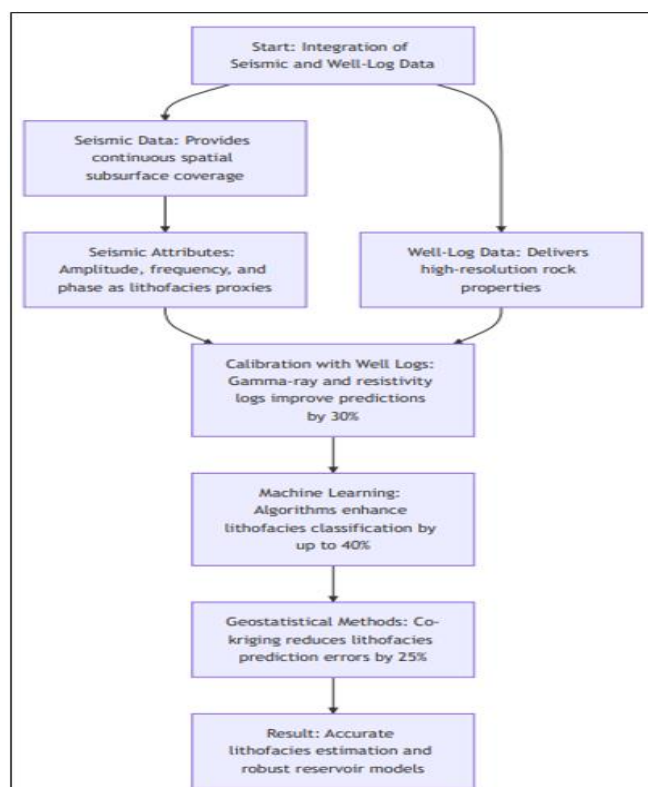 Start: Integration of
Seismic and Well-Log Data
Seismic Data: Provides
continuous spatial
subsurface coverage
Seismic Attributes:
Amplitude, frequency, and
phase as lithofacies proxies
Well-Log Data: Delivers
high-resolution rock
properties
Calibration with Well Logs:
Gamma-ray and resistivity
logs improve predictions
by 30%
Machine Learning:
Algorithms enhance
lithofacies classification by
up to 40%
Geostatistical Methods: Co-
kriging reduces lithofacies
prediction errors by 25%
Result: Accurate
lithofacies estimation and
robust reservoir models